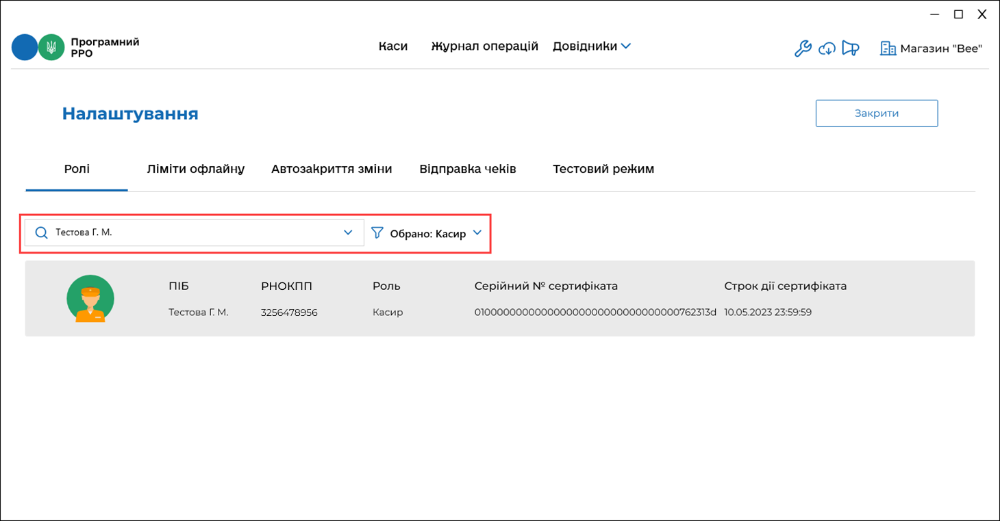 Програмний
РРО
Каси Журнал операцій Довідники
Магазин "Bee"
Налаштування
Закрити
Ролі Ліміти офлайну Автозакриття зміни Відправка чеків Тестовий режим
Тестова Г. М.
Обрано: Касир
ПІБ РНОКПП Роль Серійний № сертифіката Строк дії сертифіката
Тестова Г. М. 3256478956 Касир 0100000000000000000000000000000000762313d 10.05.2023 23:59:59